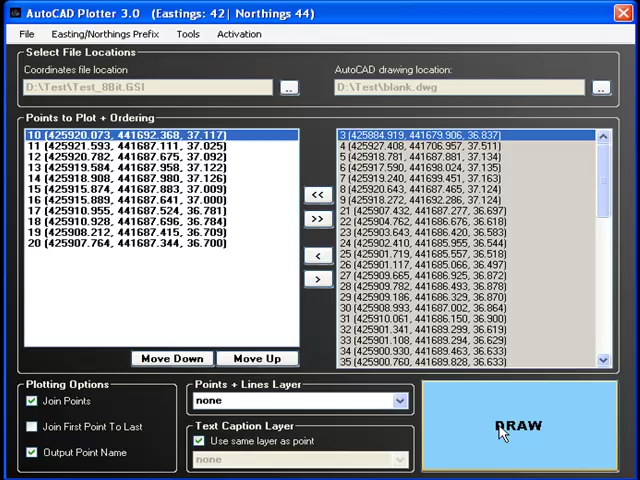 AutoCAD Plotter 3.0 (Eastings: 42| Northings 44)
File Easting/Northings Prefix Tools Activation
Select File Locations
Coordinates file location AutoCAD drawing location:
D:\Test\Test_8Bit.GSI .. D:\Test\blank.dwg ..
Points to Plot + Ordering
10 (425920.073, 441692.368, 37.117)
11 (425921.593, 441687.111, 37.025)
12 (425920.782, 441687.675, 37.092)
13 (425919.584, 441687.958, 37.122)
14 (425918.908, 441687.980, 37.126)
15 (425915.874, 441687.883, 37.009)
16 (425915.889, 441687.641, 37.000)
17 (425910.955, 441687.524, 36.781)
18 (425910.928, 441687.696, 36.784)
19 (425908.212, 441687.415, 36.709)
20 (425907.764, 441687.344, 36.700)
<<
>>
<
>
3 (425884.919, 441679.906, 36.837)
4 (425927.408, 441706.957, 37.511)
5 (425918.781, 441687.881, 37.134)
6 (425917.590, 441698.024, 37.135)
7 (425919.240, 441699.451, 37.163)
8 (425920.643, 441687.465, 37.124)
9 (425918.272, 441692.286, 37.124)
21 (425907.432, 441687.277, 36.697)
22 (425904.762, 441686.676, 36.618)
23 (425903.643, 441686.420, 36.583)
24 (425902.410, 441685.955, 36.544)
25 (425901.719, 441685.557, 36.518)
26 (425901.117, 441685.066, 36.497)
27 (425909.665, 441686.925, 36.872)
28 (425909.782, 441686.493, 36.878)
29 (425909.186, 441686.329, 36.870)
30 (425908.993, 441687.002, 36.864)
31 (425910.061, 441686.150, 36.900)
32 (425901.341, 441689.299, 36.619)
33 (425901.108, 441689.294, 36.629)
34 (425900.930, 441689.463, 36.633)
35 (425900.760, 441688.828, 36.633)
Move Down Move Up
Plotting Options
Join Points
Join First Point To Last
Output Point Name
Points + Lines Layer
none
Text Caption Layer
Use same layer as point
none
DRAW